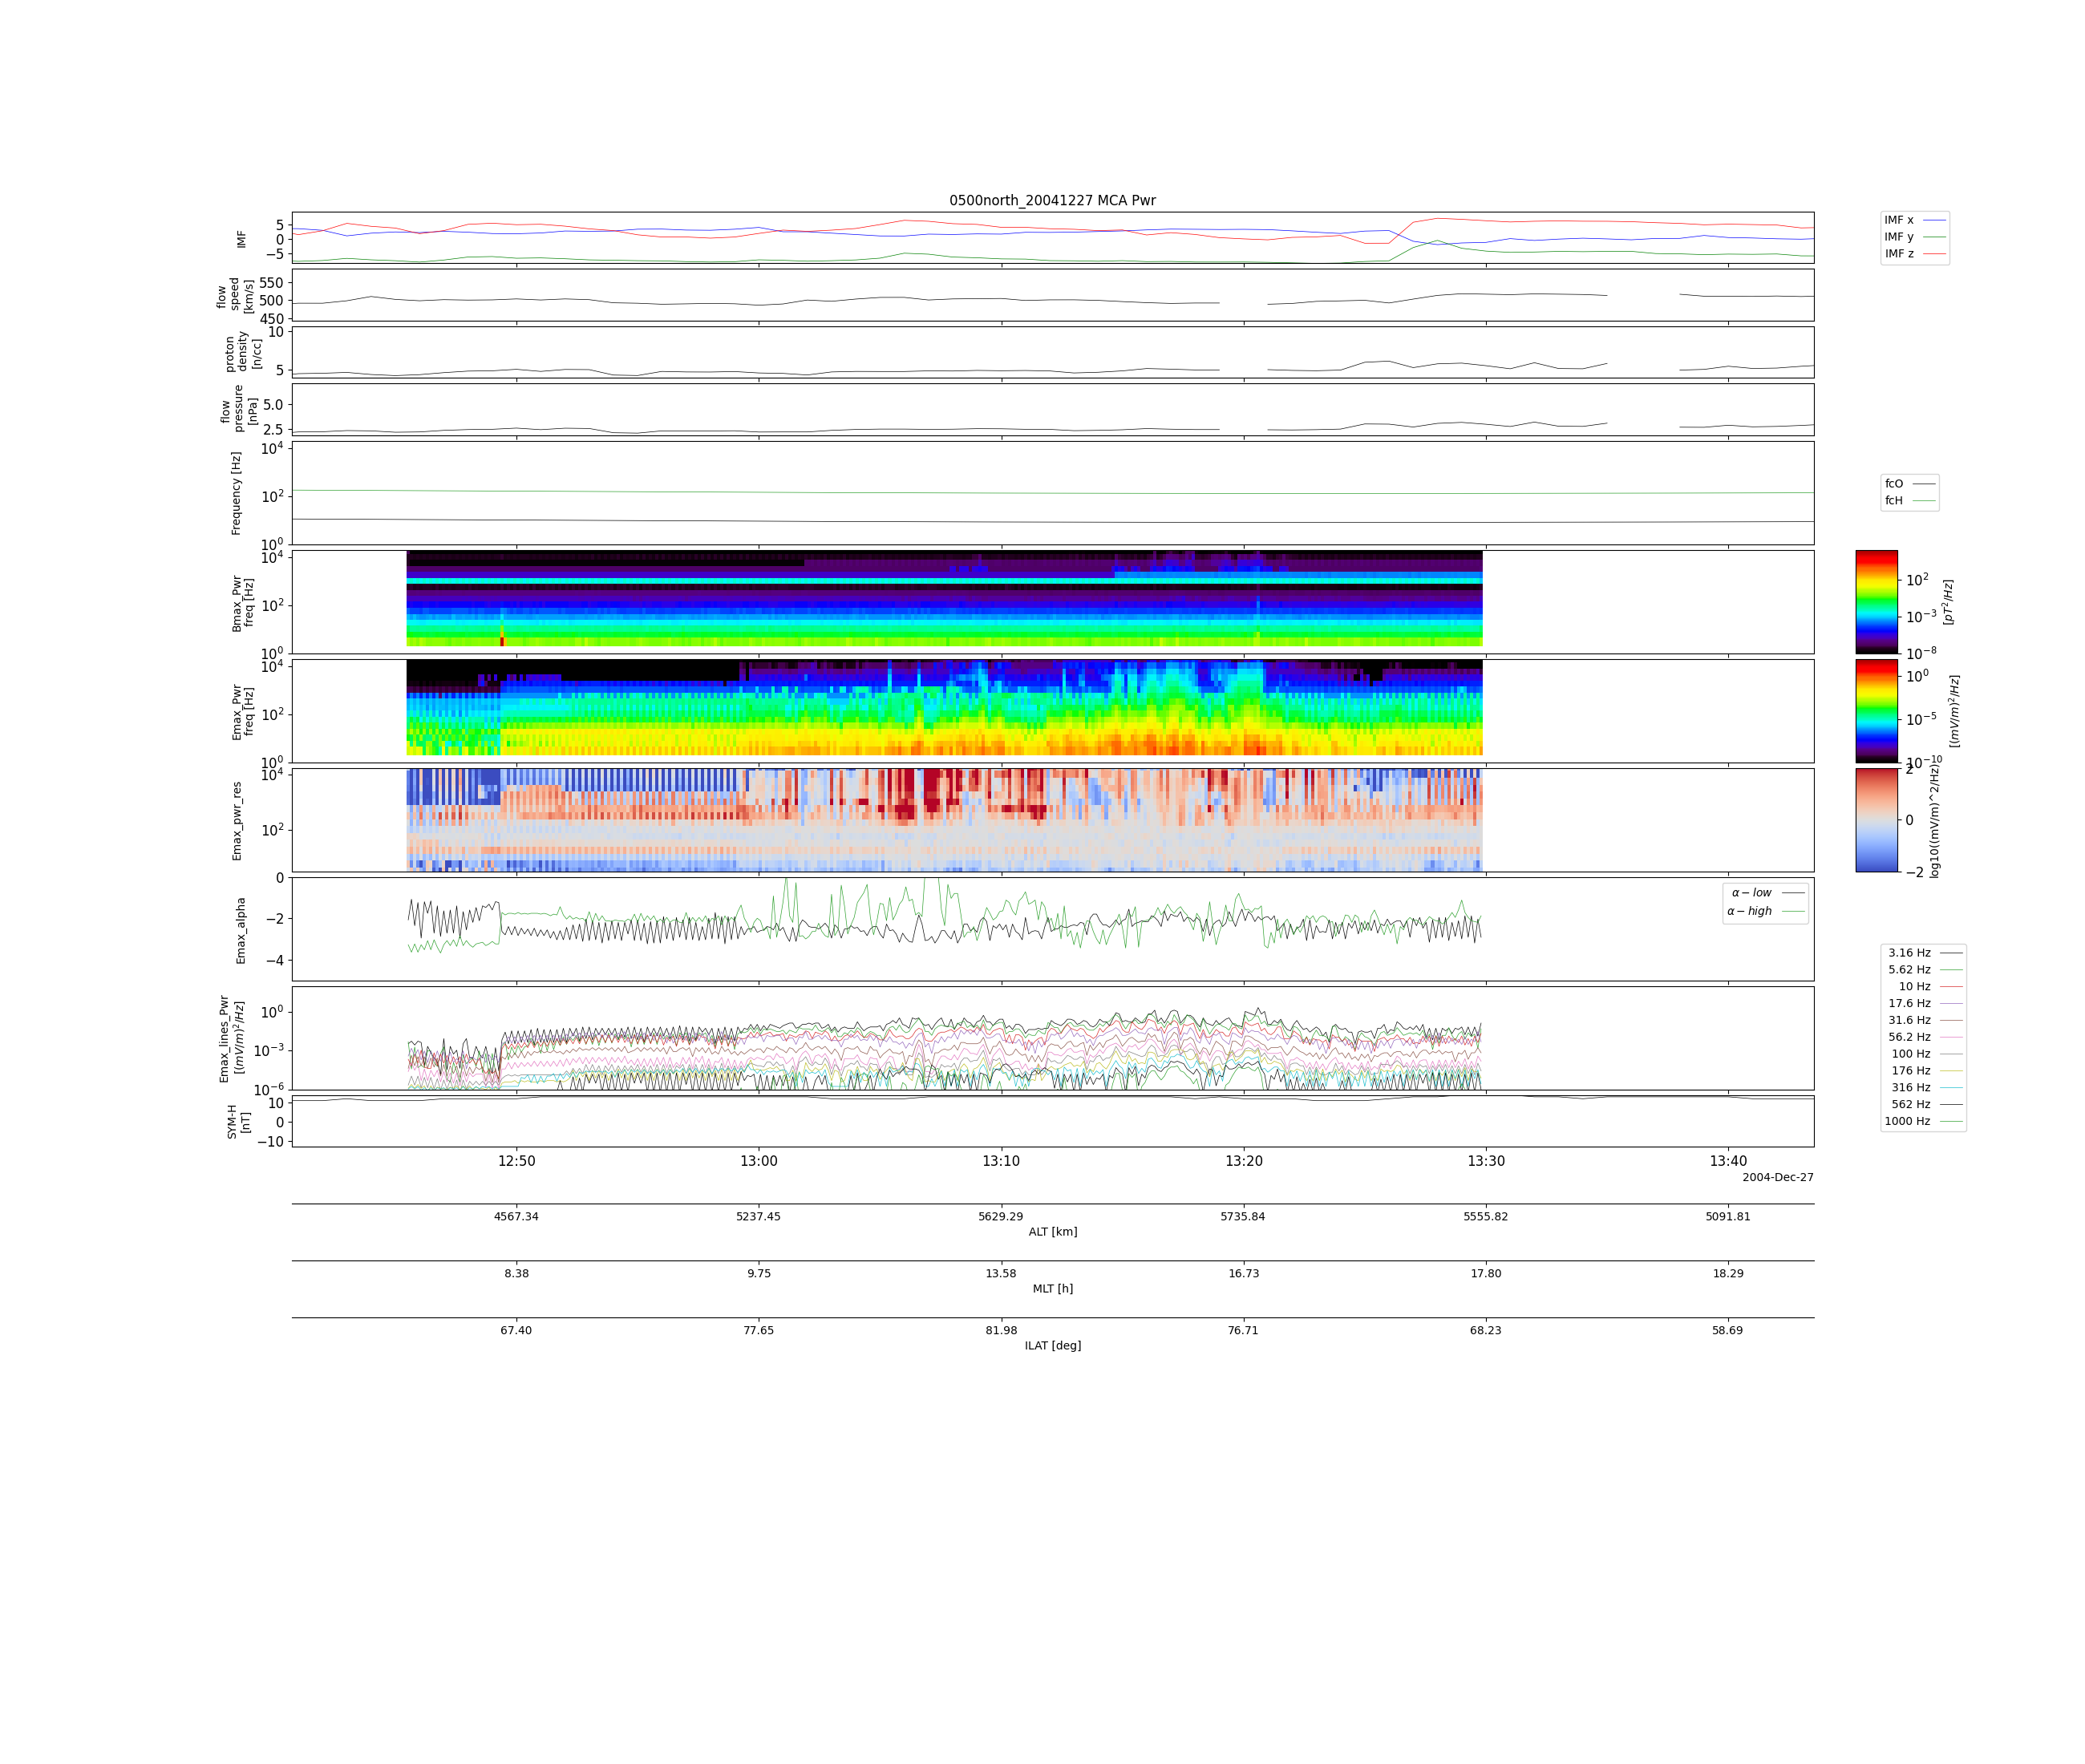 0500north_20041227 MCA Pwr
IMF
5
0
−5
IMF x
IMF y
IMF z
flow
speed
[km/s]
550
500
450
proton
density
[n/cc]
10
5
flow
pressure
[nPa]
5.0
2.5
Frequency [Hz]
10^4
10^2
10^0
fcO
fcH
Bmax_Pwr
freq [Hz]
10^4
10^2
10^0
10^2
10^−3
10^−8
[pT^2/Hz]
Emax_Pwr
freq [Hz]
10^4
10^2
10^0
10^0
10^−5
10^−10
[(mV/m)^2/Hz]
Emax_pwr_res
10^4
10^2
2
0
−2
log10((mV/m)^2/Hz)
Emax_alpha
0
−2
−4
α − low
α − high
Emax_lines_Pwr
[(mV/m)^2/Hz]
10^0
10^−3
10^−6
3.16 Hz
5.62 Hz
10 Hz
17.6 Hz
31.6 Hz
56.2 Hz
100 Hz
176 Hz
316 Hz
562 Hz
1000 Hz
SYM-H
[nT]
10
0
−10
12:50 13:00 13:10 13:20 13:30 13:40
2004-Dec-27
4567.34 5237.45 5629.29 5735.84 5555.82 5091.81
ALT [km]
8.38 9.75 13.58 16.73 17.80 18.29
MLT [h]
67.40 77.65 81.98 76.71 68.23 58.69
ILAT [deg]